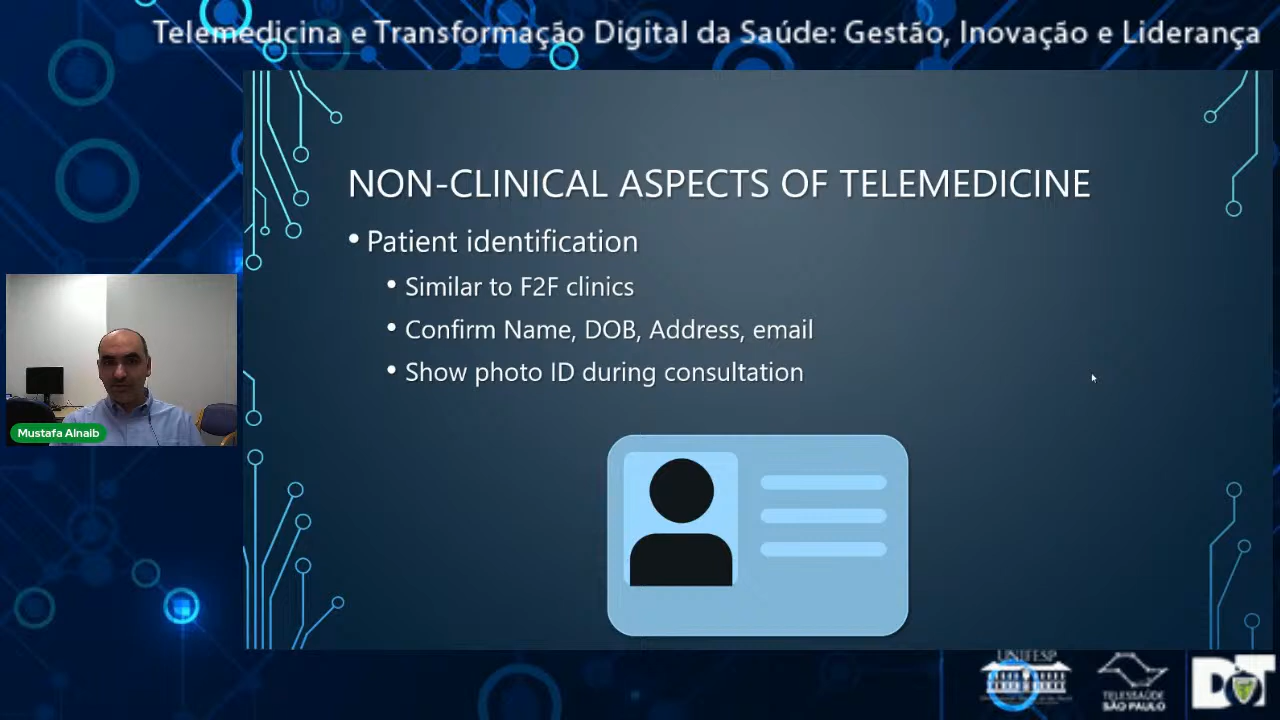 Telemedicina e Transformação Digital da Saúde: Gestão, Inovação e Liderança
NON-CLINICAL ASPECTS OF TELEMEDICINE
• Patient identification
• Similar to F2F clinics
• Confirm Name, DOB, Address, email
• Show photo ID during consultation
Mustafa Alnaib
UNIFESP
TELESSAÚDE
SÃO PAULO
DOT